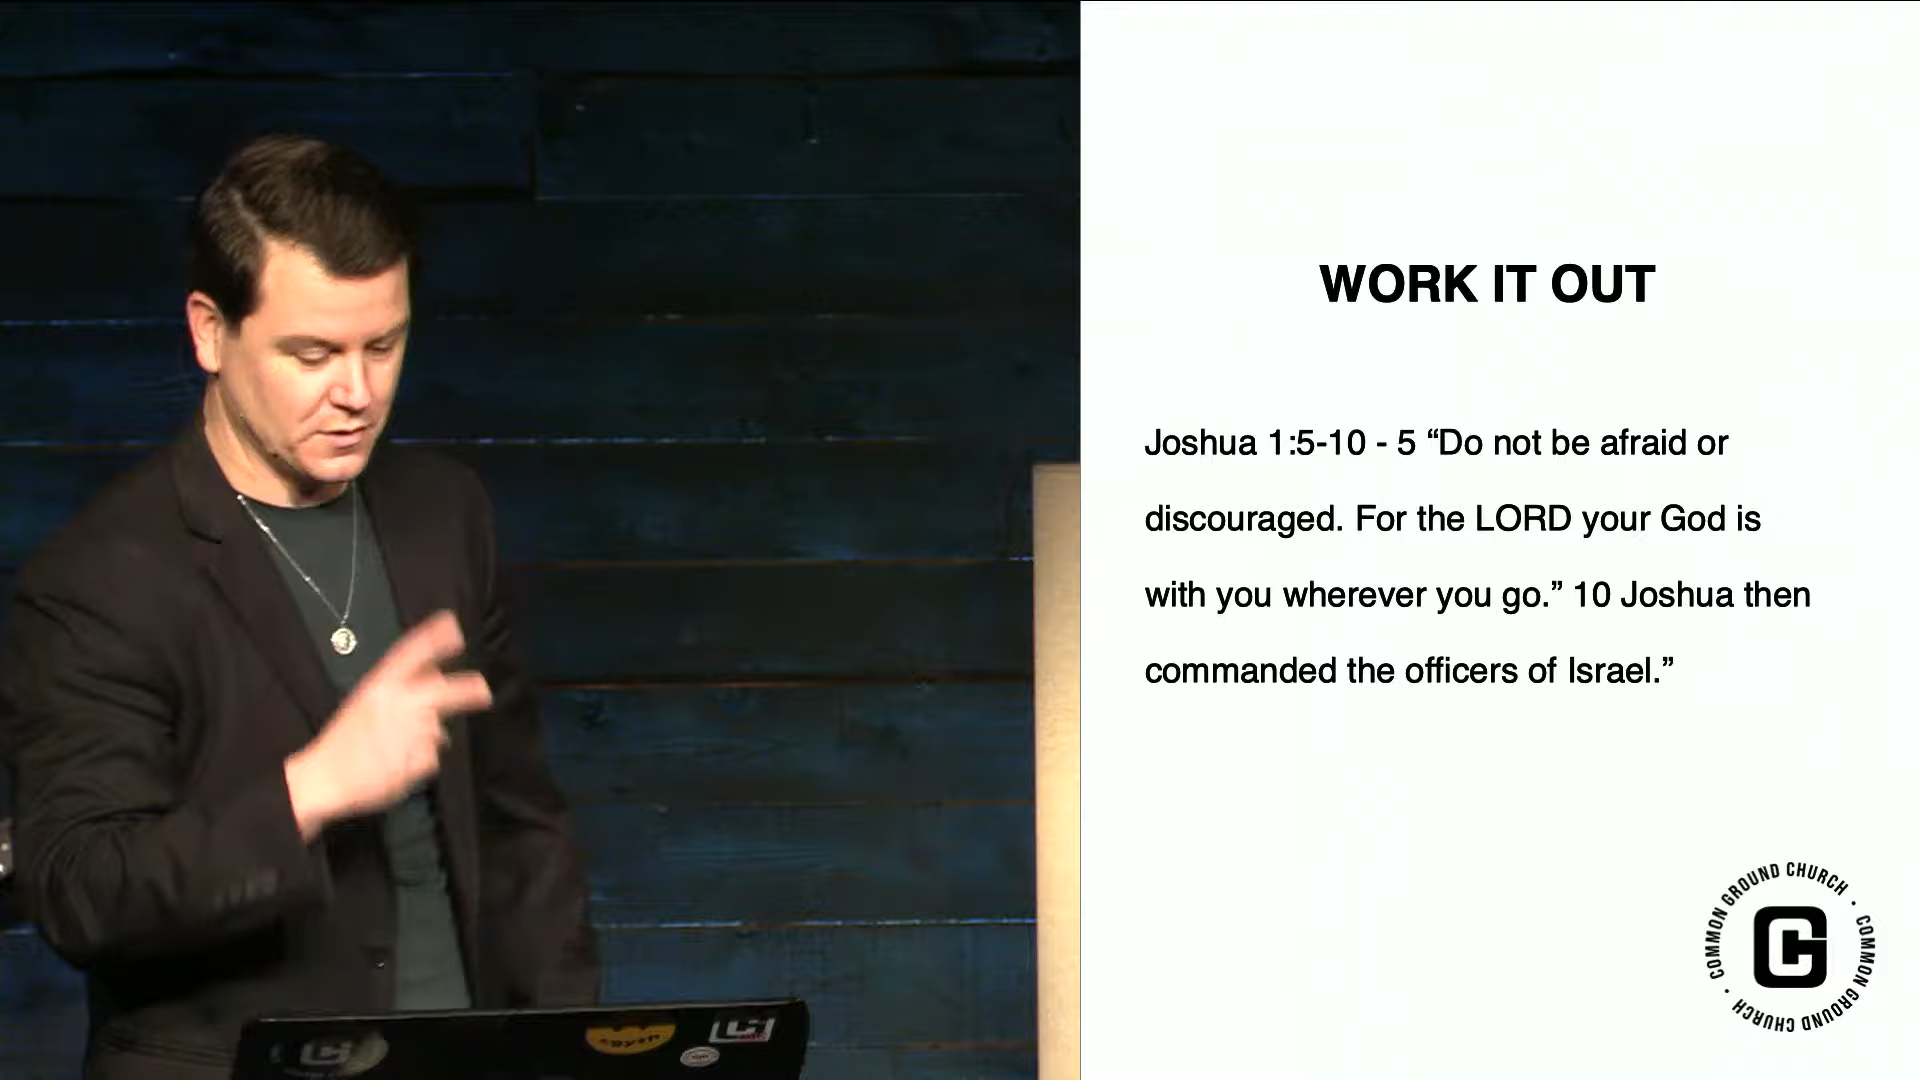 WORK IT OUT
Joshua 1:5-10 - 5 “Do not be afraid or
discouraged. For the LORD your God is
with you wherever you go.” 10 Joshua then
commanded the officers of Israel.”
COMMON GROUND CHURCH • COMMON GROUND CHURCH •
C